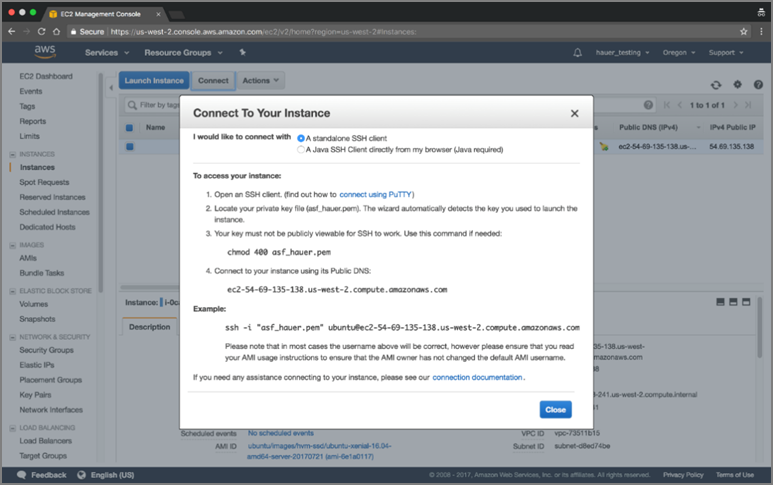 EC2 Management Console
Secure https://us-west-2.console.aws.amazon.com/ec2/v2/home?region=us-west-2#Instances:
aws Services Resource Groups hauer_testing Oregon Support
EC2 Dashboard
Events
Tags
Reports
Limits
INSTANCES
Instances
Spot Requests
Reserved Instances
Scheduled Instances
Dedicated Hosts
IMAGES
AMIs
Bundle Tasks
ELASTIC BLOCK STORE
Volumes
Snapshots
NETWORK & SECURITY
Security Groups
Elastic IPs
Placement Groups
Key Pairs
Network Interfaces
LOAD BALANCING
Load Balancers
Target Groups
Launch Instance Connect Actions
Filter by tags
1 to 1 of 1
Name Public DNS (IPv4) IPv4 Public IP
ec2-54-69-135-138.us-... 54.69.135.138
Connect To Your Instance
I would like to connect with A standalone SSH client
A Java SSH Client directly from my browser (Java required)
To access your instance:
1. Open an SSH client. (find out how to connect using PuTTY)
2. Locate your private key file (asf_hauer.pem). The wizard automatically detects the key you used to launch the
instance.
3. Your key must not be publicly viewable for SSH to work. Use this command if needed:
chmod 400 asf_hauer.pem
4. Connect to your instance using its Public DNS:
ec2-54-69-135-138.us-west-2.compute.amazonaws.com
Example:
ssh -i "asf_hauer.pem" ubuntu@ec2-54-69-135-138.us-west-2.compute.amazonaws.com
Please note that in most cases the username above will be correct, however please ensure that you read
your AMI usage instructions to ensure that the AMI owner has not changed the default AMI username.
If you need any assistance connecting to your instance, please see our connection documentation.
Close
Instance: i-0ca
Description
135-138.us-west-
3-241.us-west-2.compute.internal
Scheduled events No scheduled events VPC ID vpc-73511b15
AMI ID ubuntu/images/hvm-ssd/ubuntu-xenial-16.04-
amd64-server-20170721 (ami-6e1a0117)
Subnet ID subnet-d8ed74be
Feedback English (US) © 2008 - 2017, Amazon Web Services, Inc. or its affiliates. All rights reserved. Privacy Policy Terms of Use